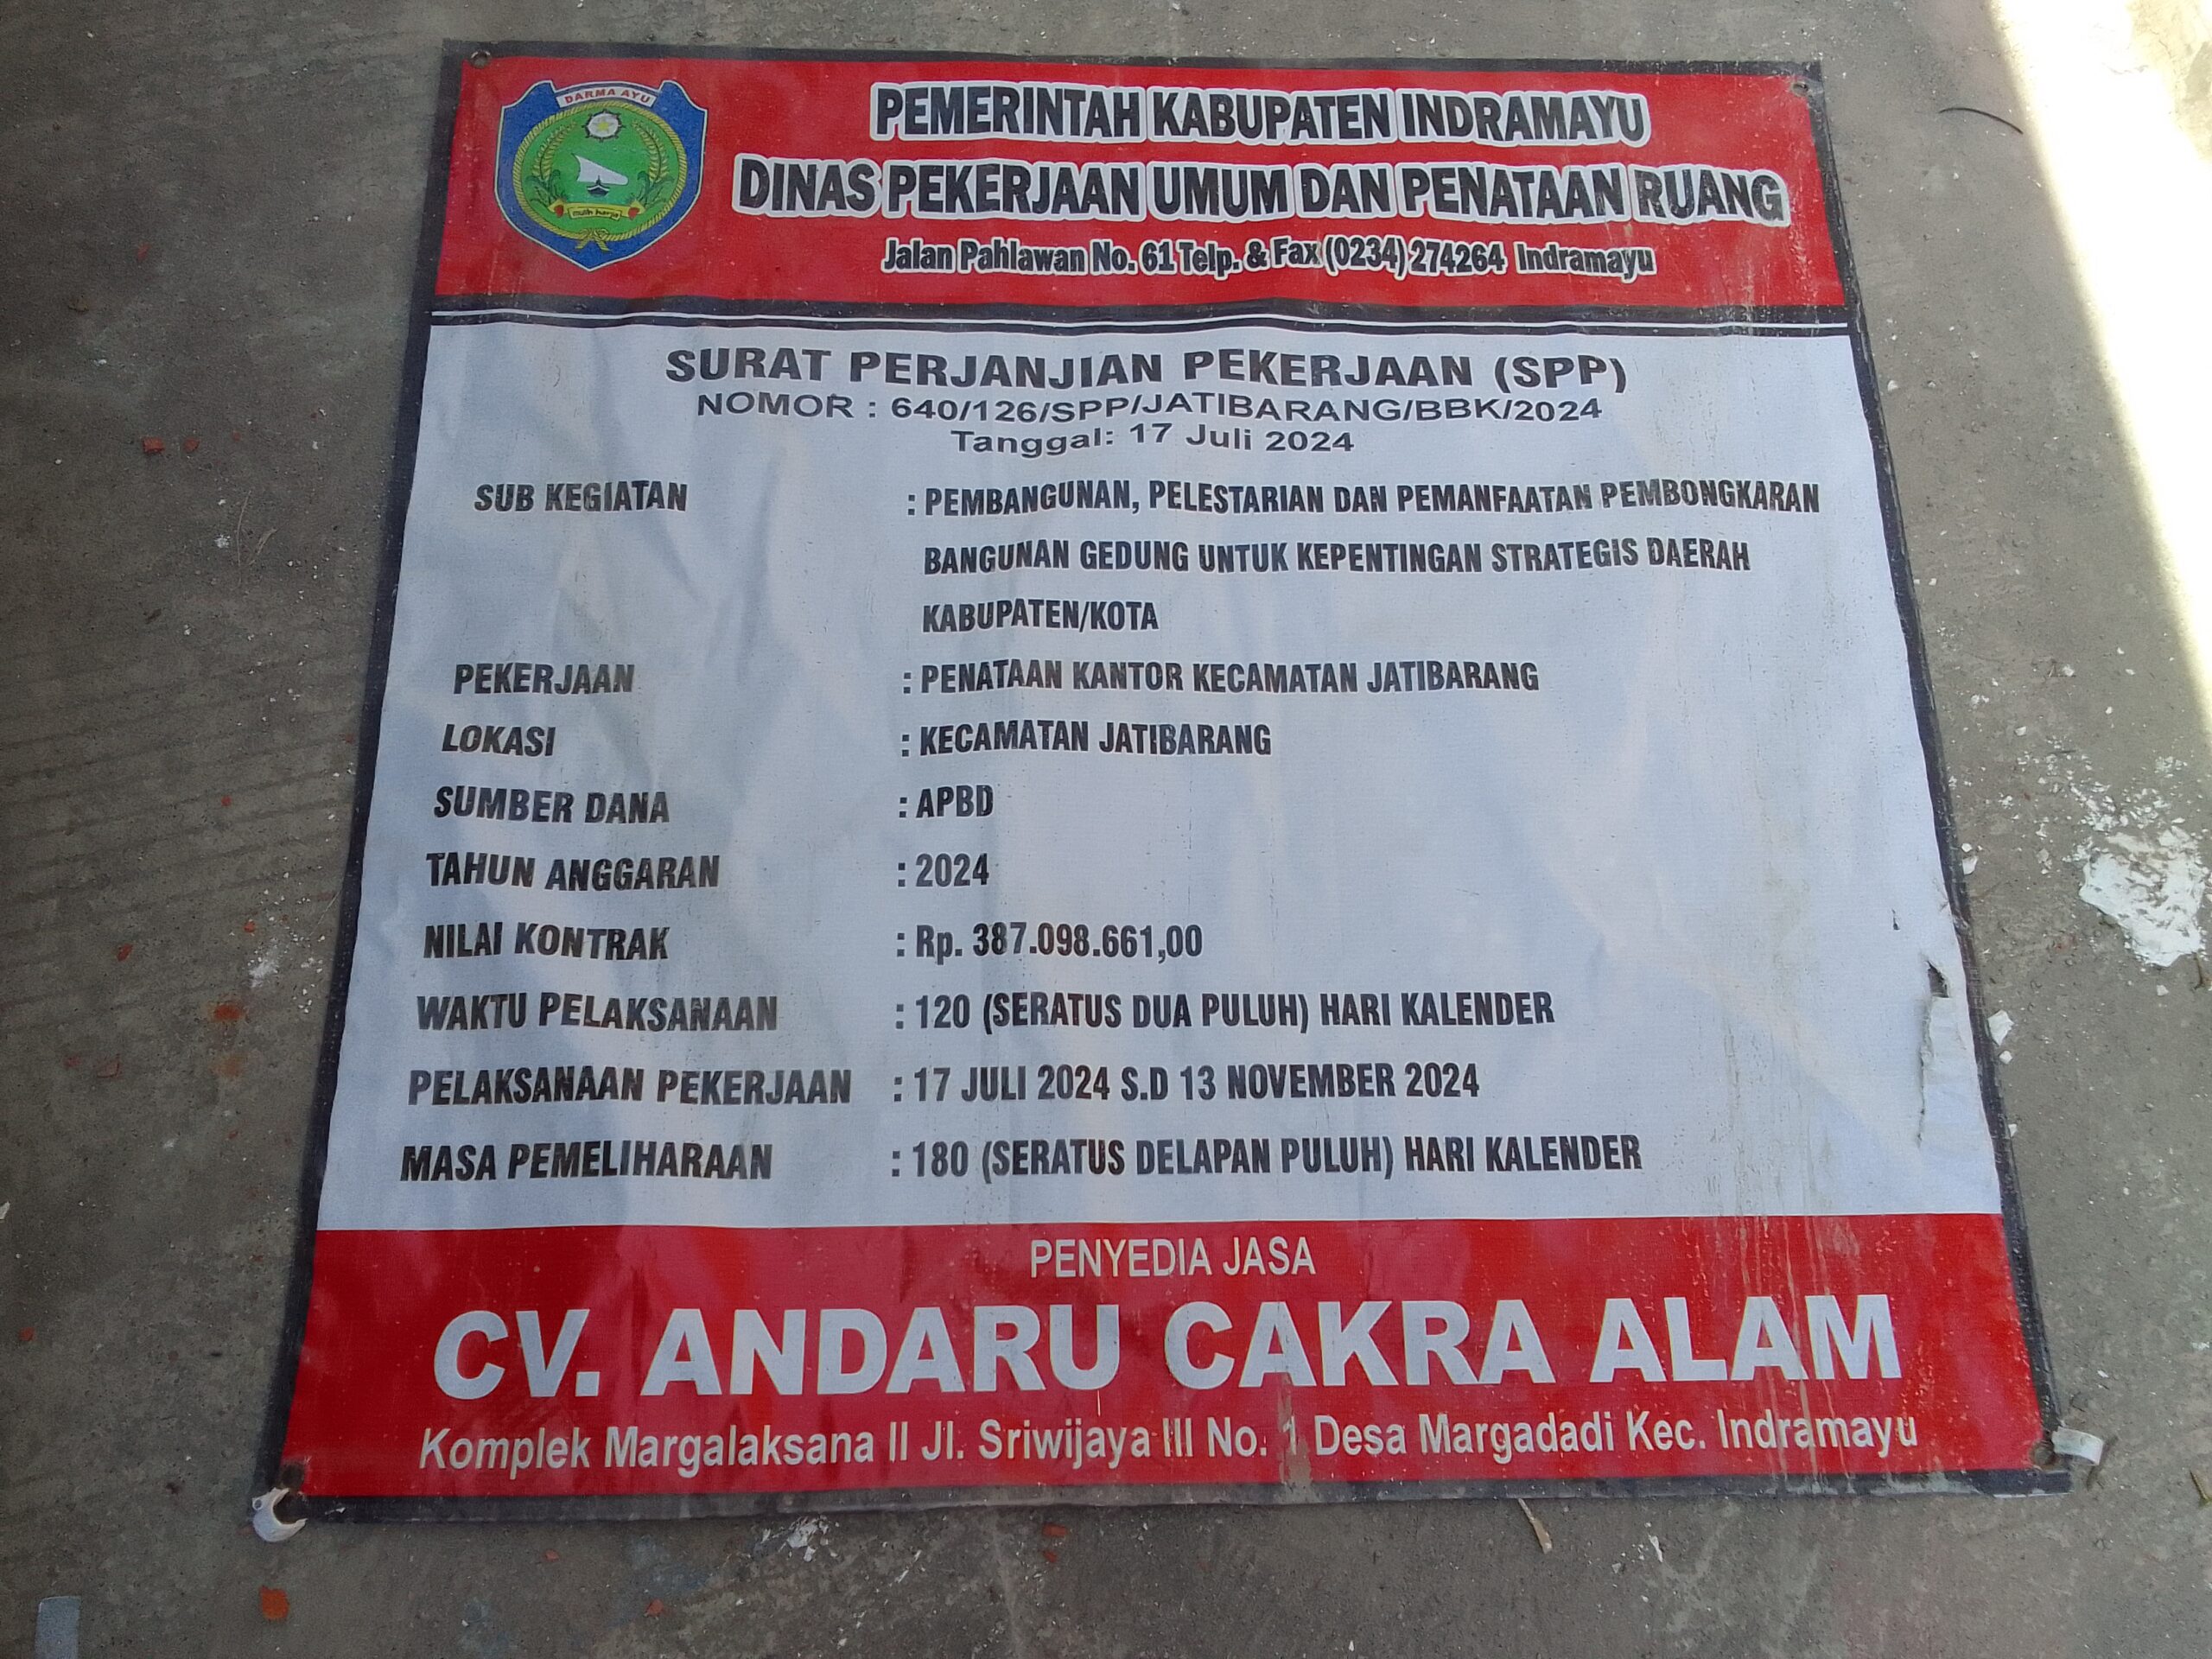 DARMA AYU
mulih harja
PEMERINTAH KABUPATEN INDRAMAYU
DINAS PEKERJAAN UMUM DAN PENATAAN RUANG
Jalan Pahlawan No. 61 Telp. & Fax (0234) 274264 Indramayu
SURAT PERJANJIAN PEKERJAAN (SPP)
NOMOR : 640/126/SPP/JATIBARANG/BBK/2024
Tanggal: 17 Juli 2024
SUB KEGIATAN : PEMBANGUNAN, PELESTARIAN DAN PEMANFAATAN PEMBONGKARAN
BANGUNAN GEDUNG UNTUK KEPENTINGAN STRATEGIS DAERAH
KABUPATEN/KOTA
PEKERJAAN : PENATAAN KANTOR KECAMATAN JATIBARANG
LOKASI : KECAMATAN JATIBARANG
SUMBER DANA : APBD
TAHUN ANGGARAN : 2024
NILAI KONTRAK : Rp. 387.098.661,00
WAKTU PELAKSANAAN : 120 (SERATUS DUA PULUH) HARI KALENDER
PELAKSANAAN PEKERJAAN : 17 JULI 2024 S.D 13 NOVEMBER 2024
MASA PEMELIHARAAN : 180 (SERATUS DELAPAN PULUH) HARI KALENDER
PENYEDIA JASA
CV. ANDARU CAKRA ALAM
Komplek Margalaksana II Jl. Sriwijaya III No. 1 Desa Margadadi Kec. Indramayu